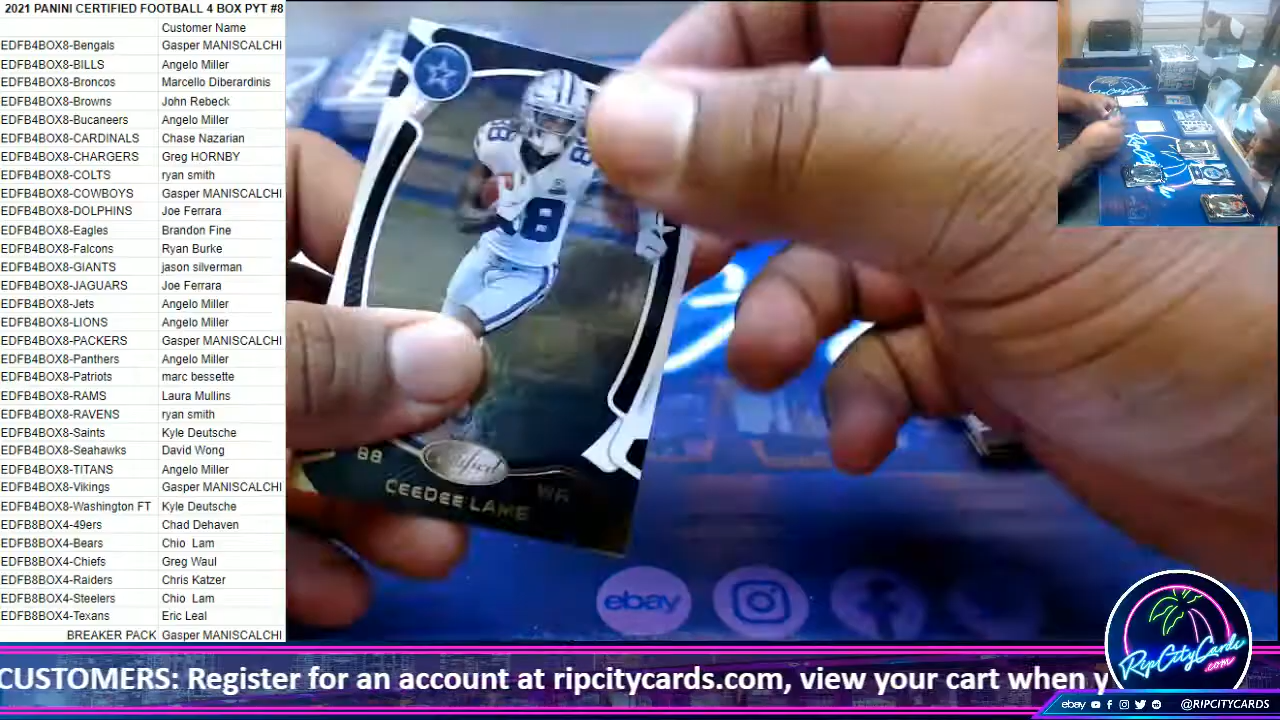 2021 PANINI CERTIFIED FOOTBALL 4 BOX PYT #8
Customer Name
EDFB4BOX8-Bengals Gasper MANISCALCHI
EDFB4BOX8-BILLS Angelo Miller
EDFB4BOX8-Broncos Marcello Diberardinis
EDFB4BOX8-Browns John Rebeck
EDFB4BOX8-Bucaneers Angelo Miller
EDFB4BOX8-CARDINALS Chase Nazarian
EDFB4BOX8-CHARGERS Greg HORNBY
EDFB4BOX8-COLTS ryan smith
EDFB4BOX8-COWBOYS Gasper MANISCALCHI
EDFB4BOX8-DOLPHINS Joe Ferrara
EDFB4BOX8-Eagles Brandon Fine
EDFB4BOX8-Falcons Ryan Burke
EDFB4BOX8-GIANTS jason silverman
EDFB4BOX8-JAGUARS Joe Ferrara
EDFB4BOX8-Jets Angelo Miller
EDFB4BOX8-LIONS Angelo Miller
EDFB4BOX8-PACKERS Gasper MANISCALCHI
EDFB4BOX8-Panthers Angelo Miller
EDFB4BOX8-Patriots marc bessette
EDFB4BOX8-RAMS Laura Mullins
EDFB4BOX8-RAVENS ryan smith
EDFB4BOX8-Saints Kyle Deutsche
EDFB4BOX8-Seahawks David Wong
EDFB4BOX8-TITANS Angelo Miller
EDFB4BOX8-Vikings Gasper MANISCALCHI
EDFB4BOX8-Washington FT Kyle Deutsche
EDFB8BOX4-49ers Chad Dehaven
EDFB8BOX4-Bears Chio Lam
EDFB8BOX4-Chiefs Greg Waul
EDFB8BOX4-Raiders Chris Katzer
EDFB8BOX4-Steelers Chio Lam
EDFB8BOX4-Texans Eric Leal
BREAKER PACK Gasper MANISCALCHI
88
88
88
88
Certified
CEEDEE LAMB WR
ebay
CUSTOMERS: Register for an account at ripcitycards.com, view your cart when y
RipCityCards
.com
ebay @RIPCITYCARDS